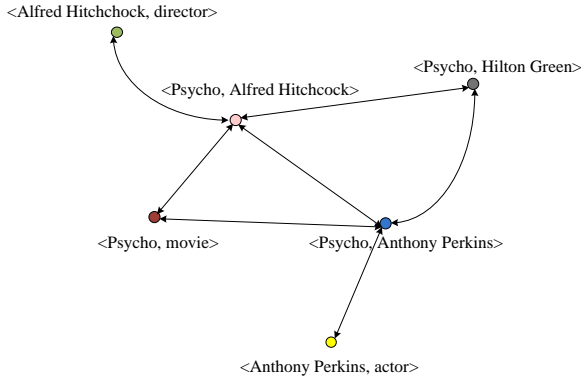 <Alfred Hitchchock, director>
<Psycho, Hilton Green>
<Psycho, Alfred Hitchcock>
<Psycho, movie>
<Psycho, Anthony Perkins>
<Anthony Perkins, actor>